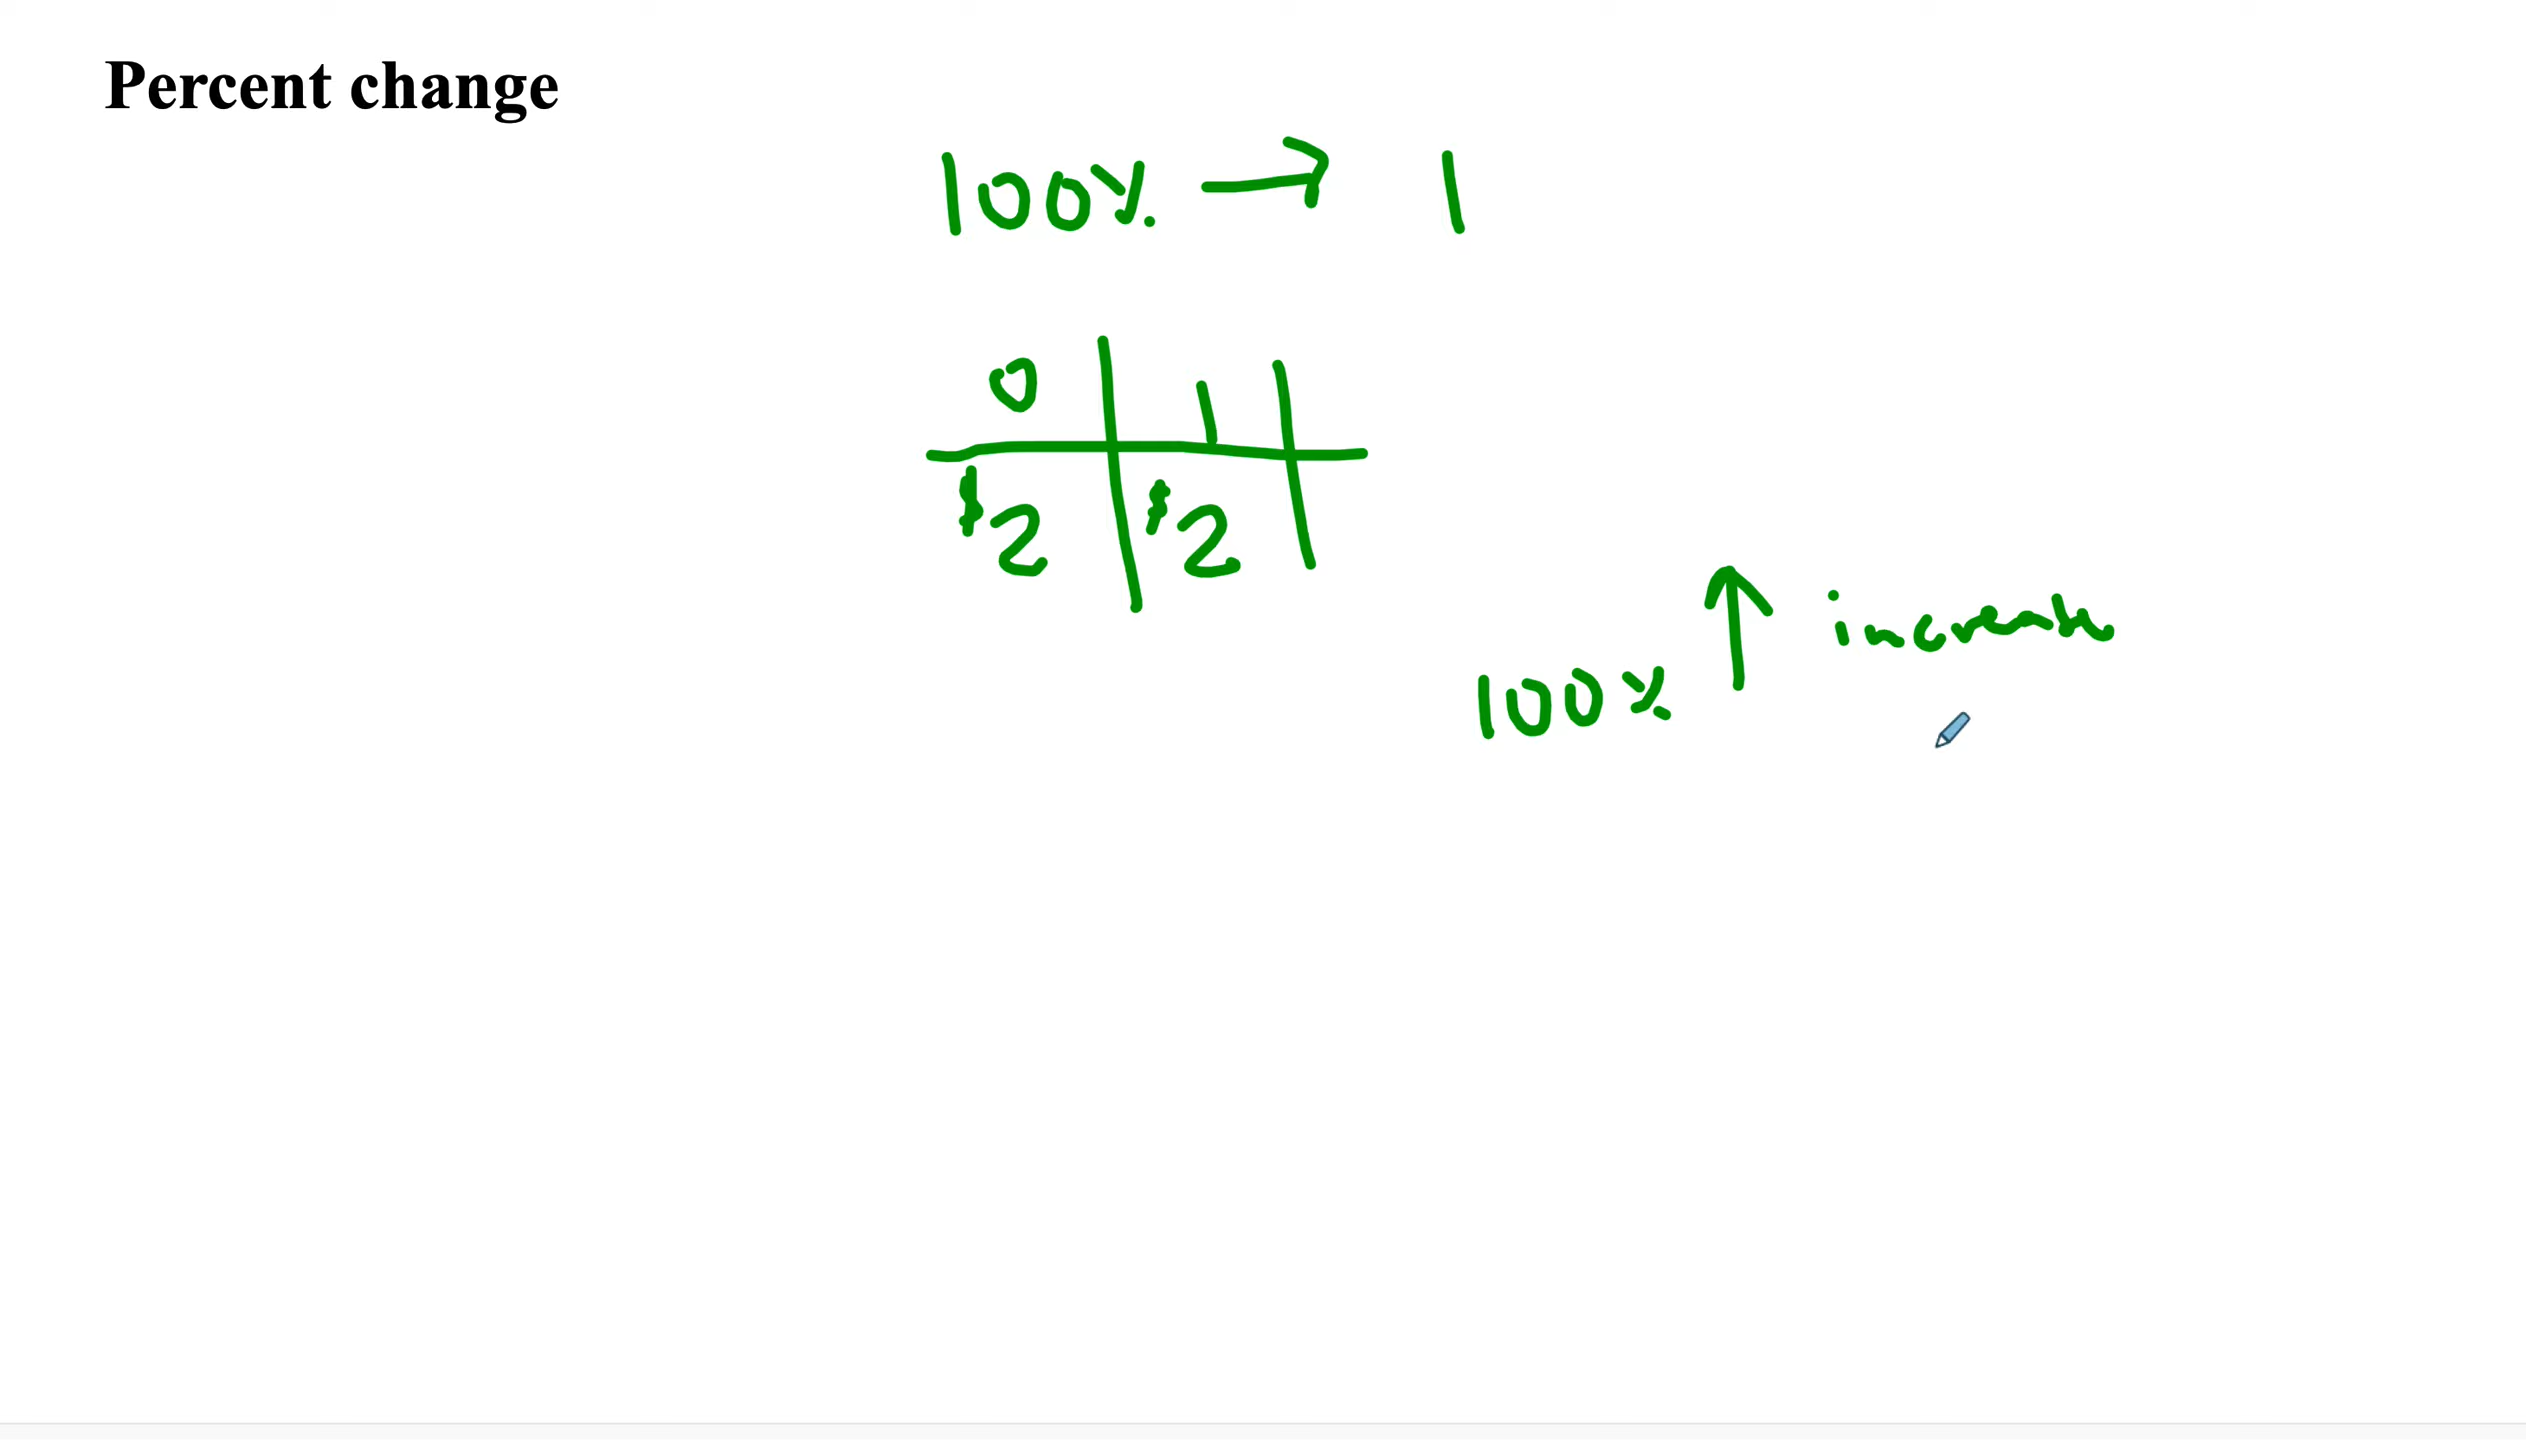 Percent change
100% → 1
0 1
$2 $2
100% ↑ increase